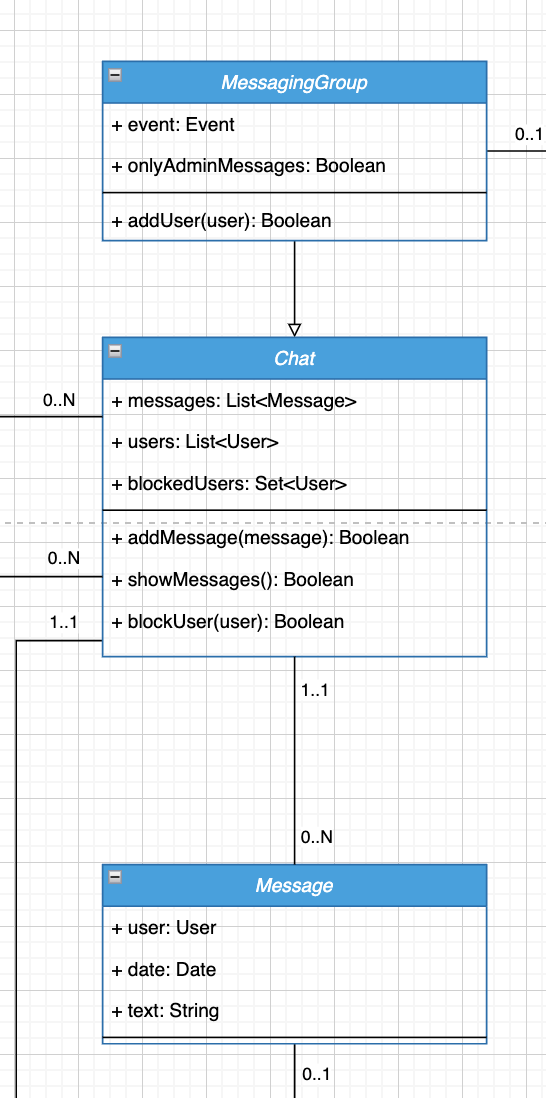 MessagingGroup
+ event: Event
0..1
+ onlyAdminMessages: Boolean
+ addUser(user): Boolean
Chat
0..N
+ messages: List<Message>
+ users: List<User>
+ blockedUsers: Set<User>
+ addMessage(message): Boolean
0..N
+ showMessages(): Boolean
1..1
+ blockUser(user): Boolean
1..1
0..N
Message
+ user: User
+ date: Date
+ text: String
0..1